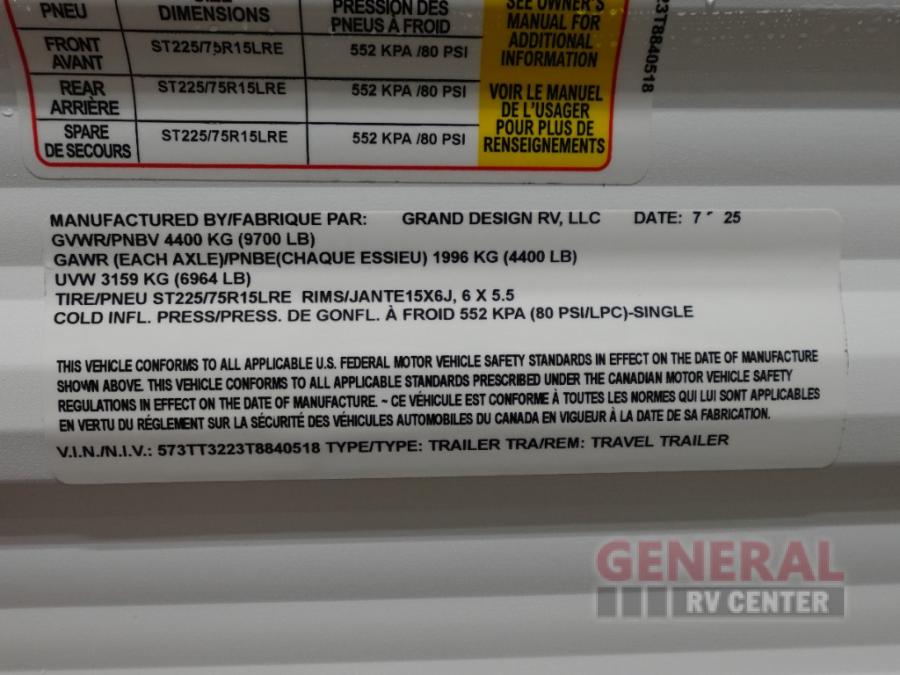 PNEU DIMENSIONS PRESSION DES PNEUS À FROID
SEE OWNER'S
MANUAL FOR
ADDITIONAL
INFORMATION
FRONT
AVANT
ST225/75R15LRE 552 KPA /80 PSI
REAR
ARRIÈRE
ST225/75R15LRE 552 KPA /80 PSI
VOIR LE MANUEL
DE L'USAGER
POUR PLUS DE
RENSEIGNEMENTS
SPARE
DE SECOURS
ST225/75R15LRE 552 KPA /80 PSI
23T8840518
MANUFACTURED BY/FABRIQUE PAR: GRAND DESIGN RV, LLC DATE: 7 25
GVWR/PNBV 4400 KG (9700 LB)
GAWR (EACH AXLE)/PNBE(CHAQUE ESSIEU) 1996 KG (4400 LB)
UVW 3159 KG (6964 LB)
TIRE/PNEU ST225/75R15LRE RIMS/JANTE15X6J, 6 X 5.5
COLD INFL. PRESS/PRESS. DE GONFL. À FROID 552 KPA (80 PSI/LPC)-SINGLE
THIS VEHICLE CONFORMS TO ALL APPLICABLE U.S. FEDERAL MOTOR VEHICLE SAFETY STANDARDS IN EFFECT ON THE DATE OF MANUFACTURE
SHOWN ABOVE. THIS VEHICLE CONFORMS TO ALL APPLICABLE STANDARDS PRESCRIBED UNDER THE CANADIAN MOTOR VEHICLE SAFETY
REGULATIONS IN EFFECT ON THE DATE OF MANUFACTURE. ~ CE VÉHICULE EST CONFORME À TOUTES LES NORMES QUI LUI SONT APPLICABLES
EN VERTU DU RÉGLEMENT SUR LA SÉCURITÉ DES VÉHICULES AUTOMOBILES DU CANADA EN VIGUEUR À LA DATE DE SA FABRICATION.
V.I.N./N.I.V.: 573TT3223T8840518 TYPE/TYPE: TRAILER TRA/REM: TRAVEL TRAILER
GENERAL
RV CENTER